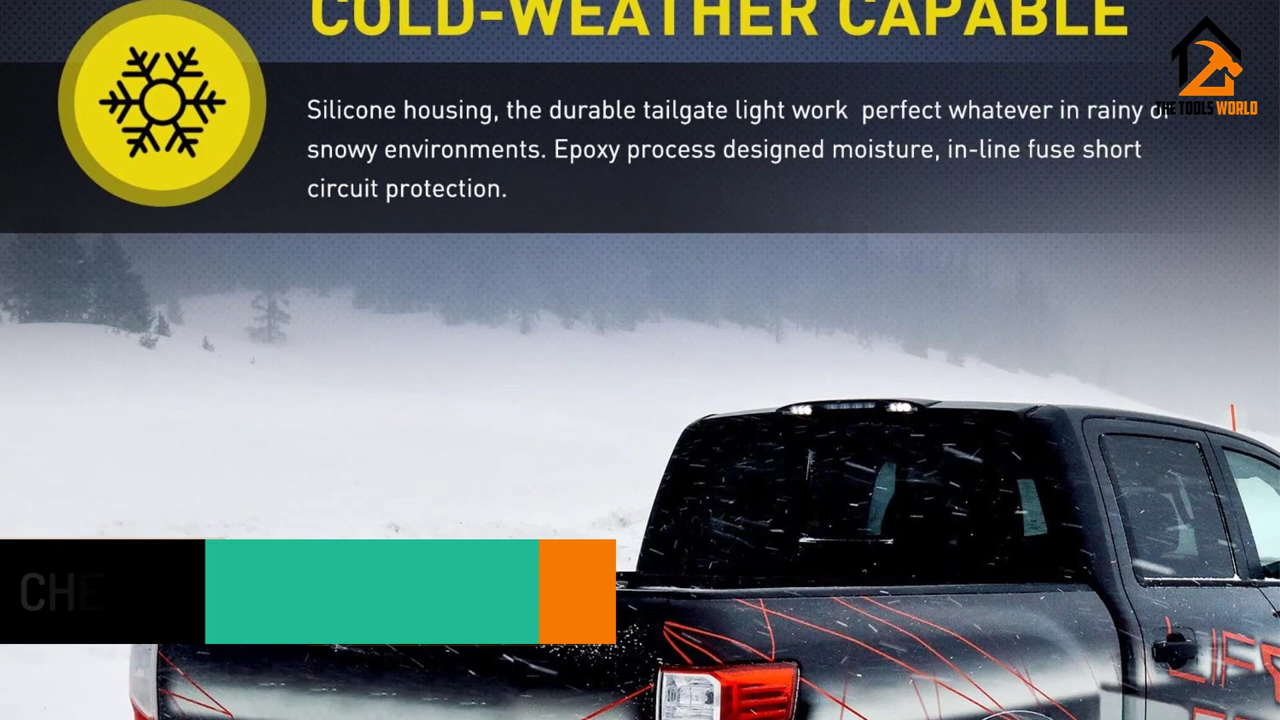 COLD-WEATHER CAPABLE
Silicone housing, the durable tailgate light work perfect whatever in rainy or
snowy environments. Epoxy process designed moisture, in-line fuse short
circuit protection.
THE TOOLS WORLD
CHE